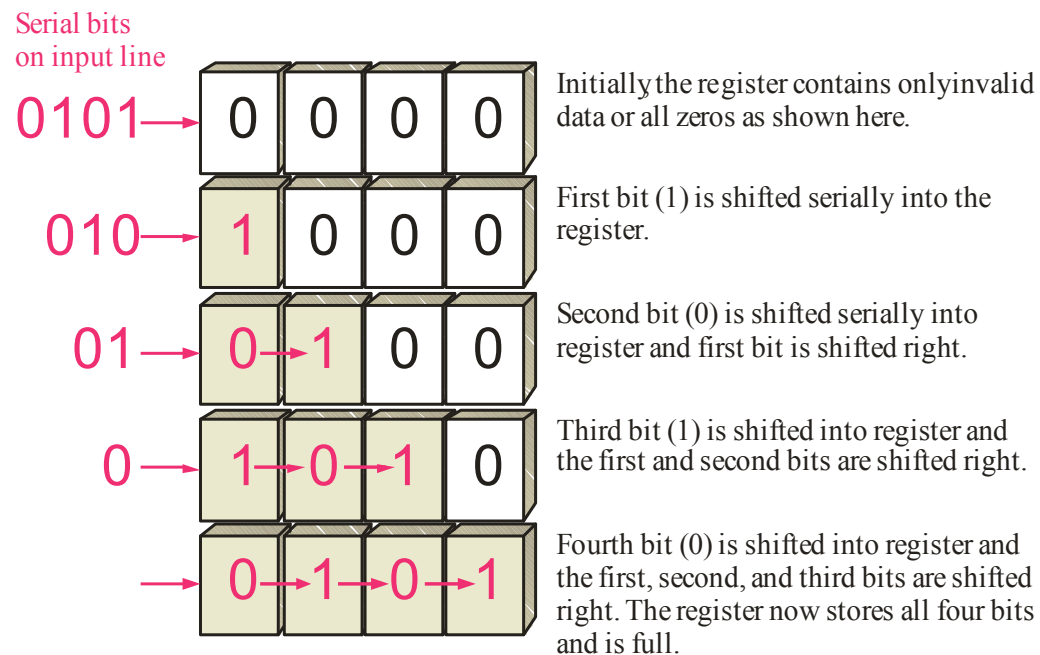 Serial bits
on input line
0101 0 0 0 0
Initially, the register contains onlyinvalid
data or all zeros as shown here.
010 1 0 0 0
First bit (1) is shifted serially into the
register.
01 0 1 0 0
Second bit (0) is shifted serially into
register and first bit is shifted right.
0 1 0 1 0
Third bit (1) is shifted into register and
the first and second bits are shifted right.
0 1 0 1
Fourth bit (0) is shifted into register and
the first, second, and third bits are shifted
right. The register now stores all four bits
and is full.